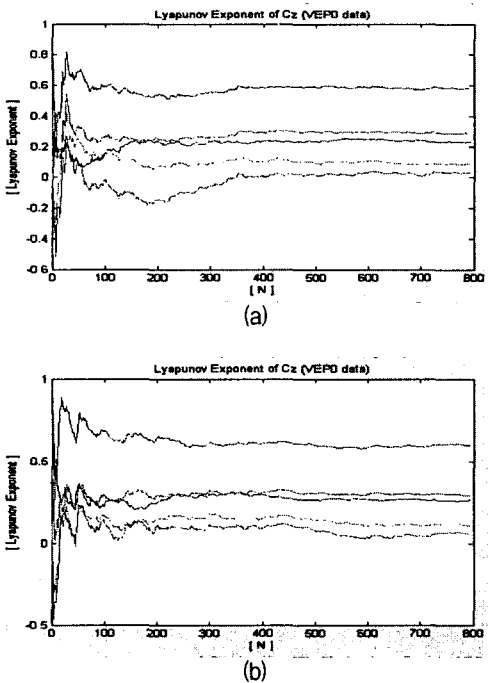 Lyapunov Exponent of Cz (VEP0 data)
[ Lyapunov Exponent ]
1
0.8
0.6
0.4
0.2
0
-0.2
-0.4
-0.6
0 100 200 300 400 500 600 700 800
[ N ]
(a)
Lyapunov Exponent of Cz (VEP0 data)
[ Lyapunov Exponent ]
1
0.5
0
-0.5
0 100 200 300 400 500 600 700 800
[ N ]
(b)